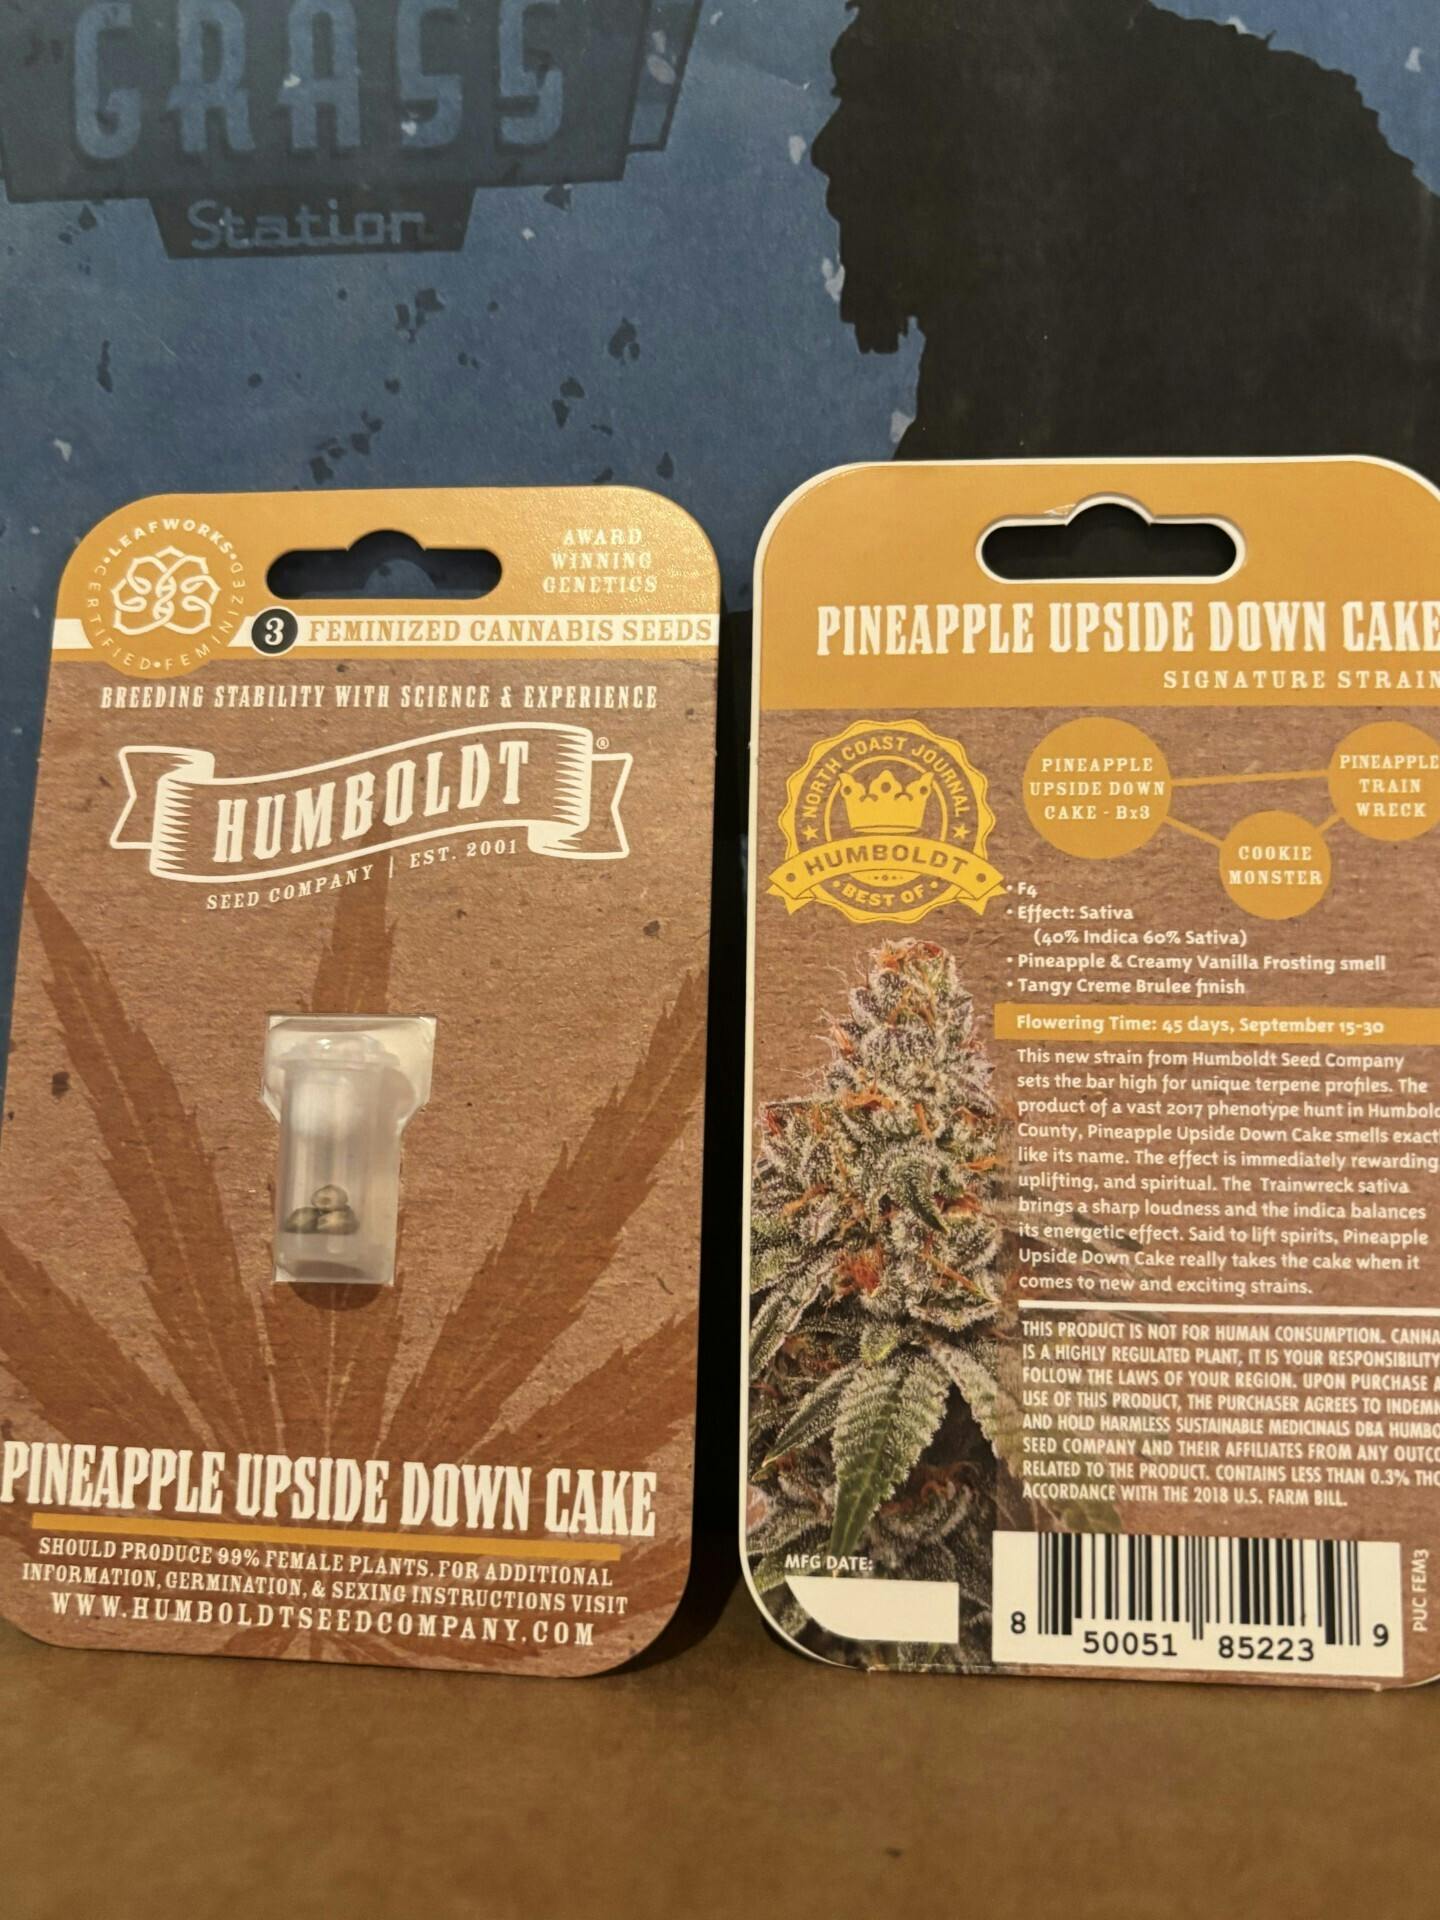 GRASS
Station
LEAFWORKS • CERTIFIED • FEMINIZED
AWARD
WINNING
GENETICS
3 FEMINIZED CANNABIS SEEDS
BREEDING STABILITY WITH SCIENCE & EXPERIENCE
HUMBOLDT®
SEED COMPANY | EST. 2001
PINEAPPLE UPSIDE DOWN CAKE
SHOULD PRODUCE 99% FEMALE PLANTS. FOR ADDITIONAL
INFORMATION, GERMINATION, & SEXING INSTRUCTIONS VISIT
WWW.HUMBOLDTSEEDCOMPANY.COM
PINEAPPLE UPSIDE DOWN CAKE
SIGNATURE STRAIN
NORTH COAST JOURNAL
HUMBOLDT
BEST OF
PINEAPPLE
UPSIDE DOWN
CAKE - Bx3
PINEAPPLE
TRAIN
WRECK
COOKIE
MONSTER
• F4
• Effect: Sativa
(40% Indica 60% Sativa)
• Pineapple & Creamy Vanilla Frosting smell
• Tangy Creme Brulee finish
Flowering Time: 45 days, September 15-30
This new strain from Humboldt Seed Company
sets the bar high for unique terpene profiles. The
product of a vast 2017 phenotype hunt in Humbol
County, Pineapple Upside Down Cake smells exact
like its name. The effect is immediately rewarding
uplifting, and spiritual. The Trainwreck sativa
brings a sharp loudness and the indica balances
its energetic effect. Said to lift spirits, Pineapple
Upside Down Cake really takes the cake when it
comes to new and exciting strains.
THIS PRODUCT IS NOT FOR HUMAN CONSUMPTION. CANNA
IS A HIGHLY REGULATED PLANT, IT IS YOUR RESPONSIBILITY
FOLLOW THE LAWS OF YOUR REGION. UPON PURCHASE A
USE OF THIS PRODUCT, THE PURCHASER AGREES TO INDEMN
AND HOLD HARMLESS SUSTAINABLE MEDICINALS DBA HUMBO
SEED COMPANY AND THEIR AFFILIATES FROM ANY OUTCO
RELATED TO THE PRODUCT. CONTAINS LESS THAN 0.3% THC
ACCORDANCE WITH THE 2018 U.S. FARM BILL.
MFG DATE:
8 50051 85223 9
PUC FEM3